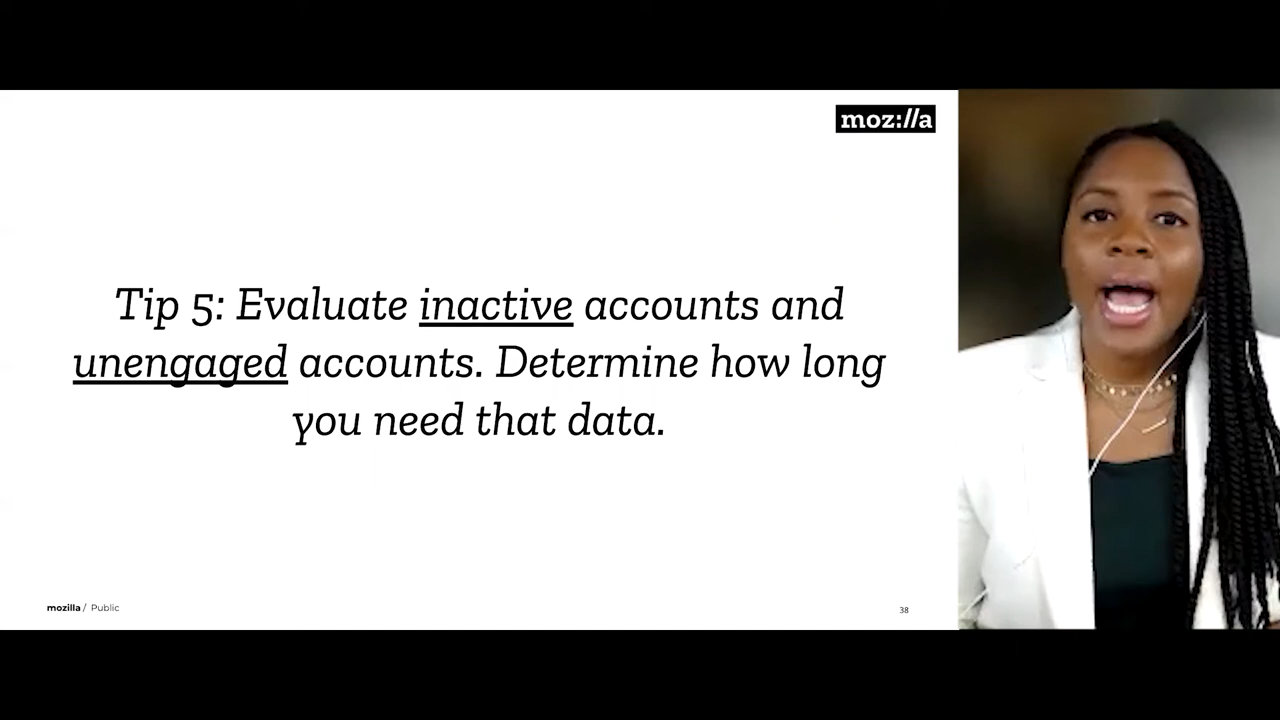 moz://a
Tip 5: Evaluate inactive accounts and
unengaged accounts. Determine how long
you need that data.
mozilla / Public
38